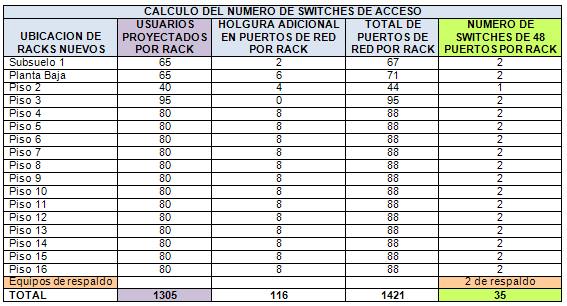 CALCULO DEL NUMERO DE SWITCHES DE ACCESO
UBICACION DE RACKS NUEVOS USUARIOS PROYECTADOS POR RACK HOLGURA ADICIONAL EN PUERTOS DE RED POR RACK TOTAL DE PUERTOS DE RED POR RACK NUMERO DE SWITCHES DE 48 PUERTOS POR RACK
Subsuelo 1 65 2 67 2
Planta Baja 65 6 71 2
Piso 2 40 4 44 1
Piso 3 95 0 95 2
Piso 4 80 8 88 2
Piso 5 80 8 88 2
Piso 6 80 8 88 2
Piso 7 80 8 88 2
Piso 8 80 8 88 2
Piso 9 80 8 88 2
Piso 10 80 8 88 2
Piso 11 80 8 88 2
Piso 12 80 8 88 2
Piso 13 80 8 88 2
Piso 14 80 8 88 2
Piso 15 80 8 88 2
Piso 16 80 8 88 2
Equipos de respaldo 2 de respaldo
TOTAL 1305 116 1421 35